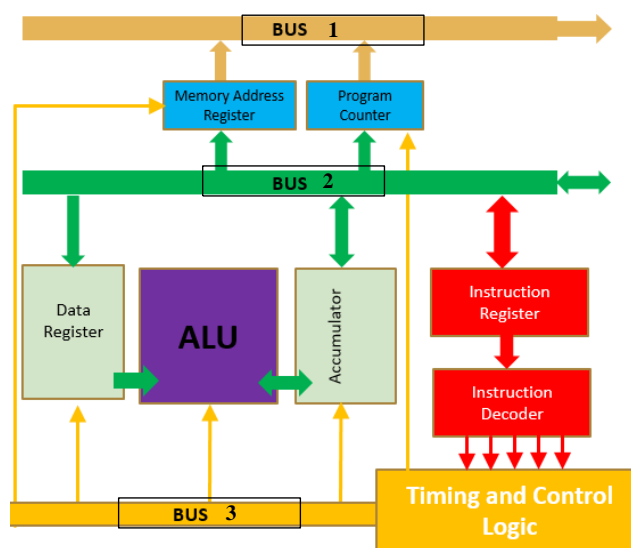 BUS 1
Memory Address
Register
Program
Counter
BUS 2
Data
Register
ALU
Accumulator
Instruction
Register
Instruction
Decoder
Timing and Control
Logic
BUS 3